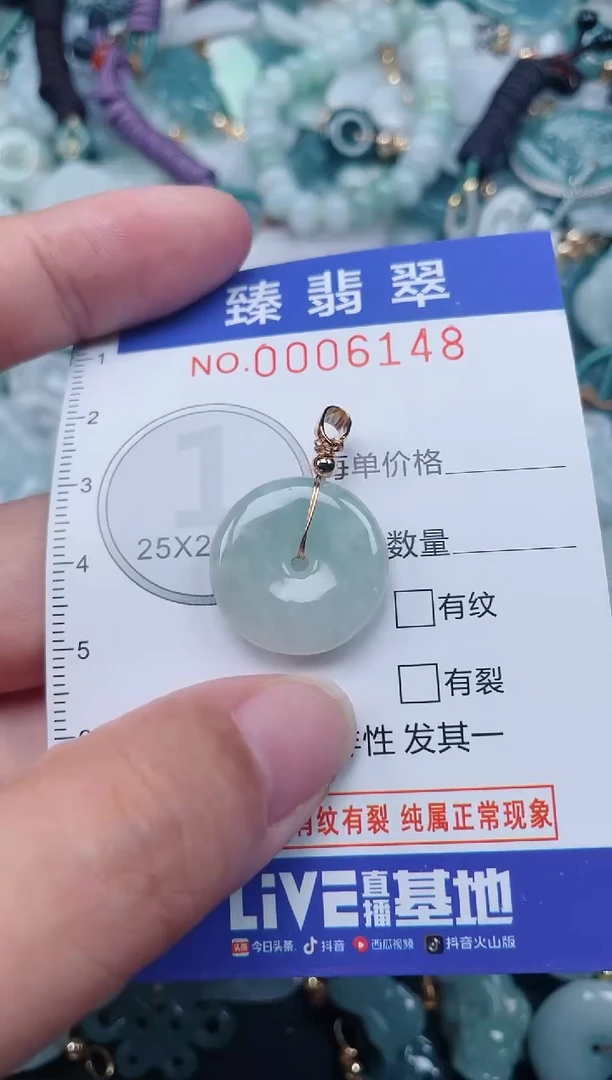 臻翡翠
NO.0006148
1
2
3
4
5
1
25X2
每单价格
数量
有纹
有裂
性 发其一
有纹有裂 纯属正常现象
LiVE直播基地
头条 今日头条 抖音 西瓜视频 抖音火山版